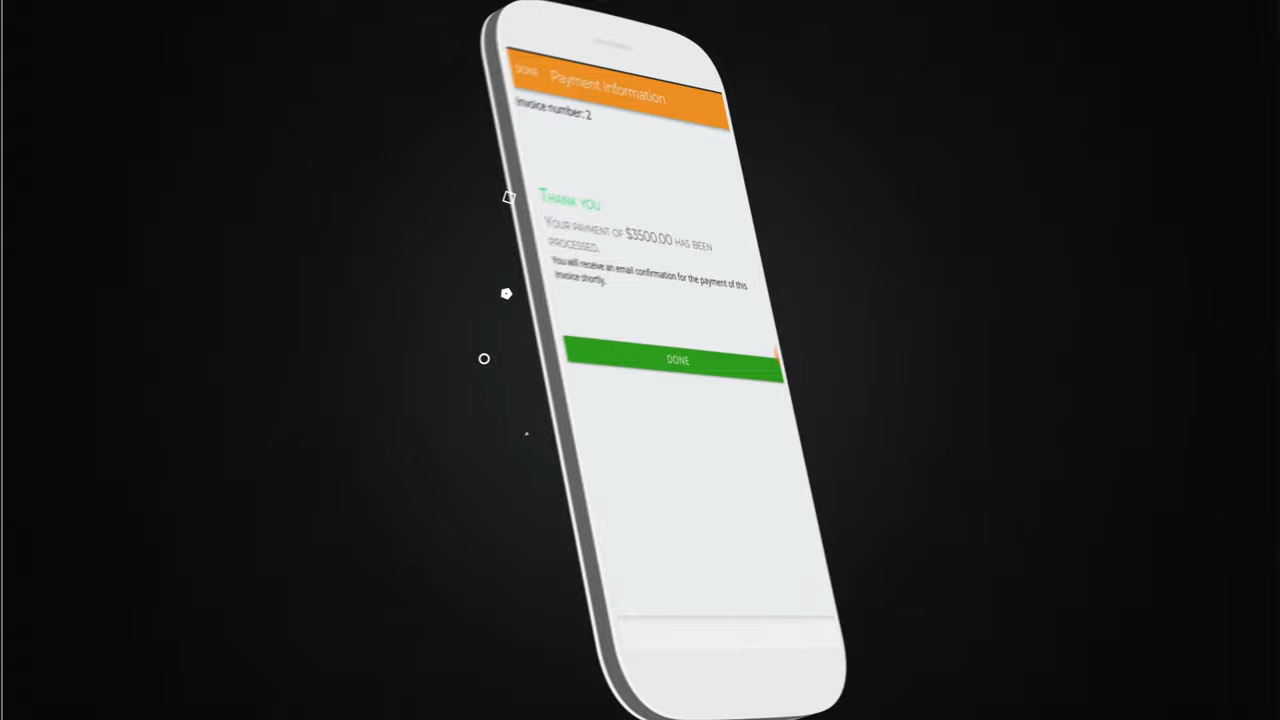 DONE Payment Information
Invoice number: 2
THANK YOU
YOUR PAYMENT OF $3500.00 HAS BEEN
PROCESSED.
You will receive an email confirmation for the payment of this
invoice shortly.
DONE